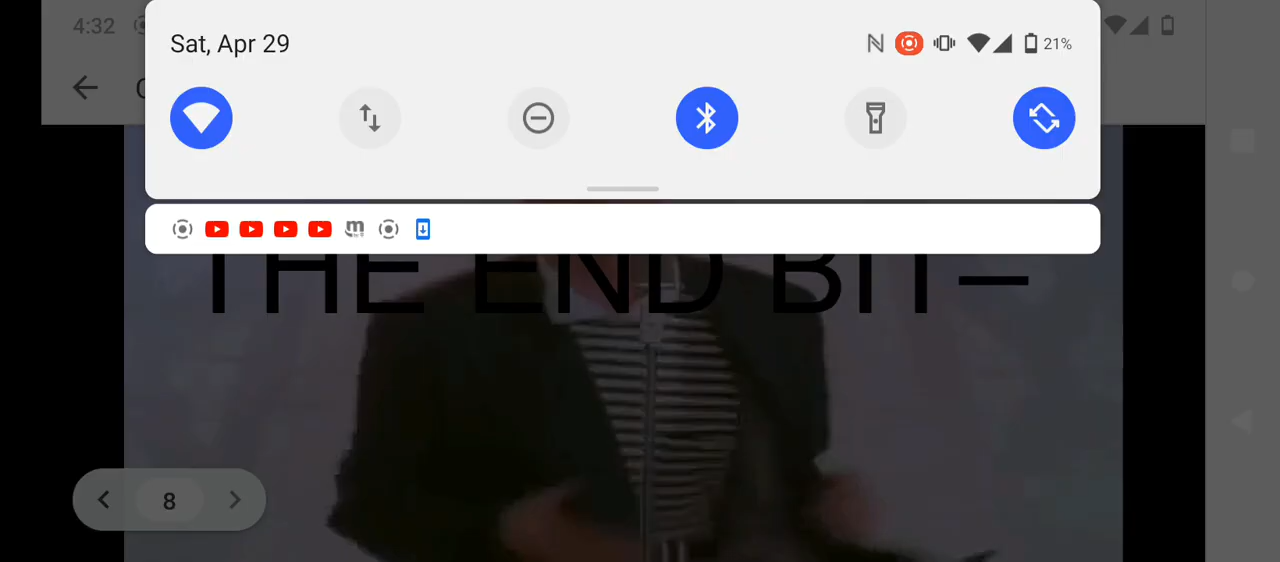 4:32
Sat, Apr 29
21%
THE END BIT—
8